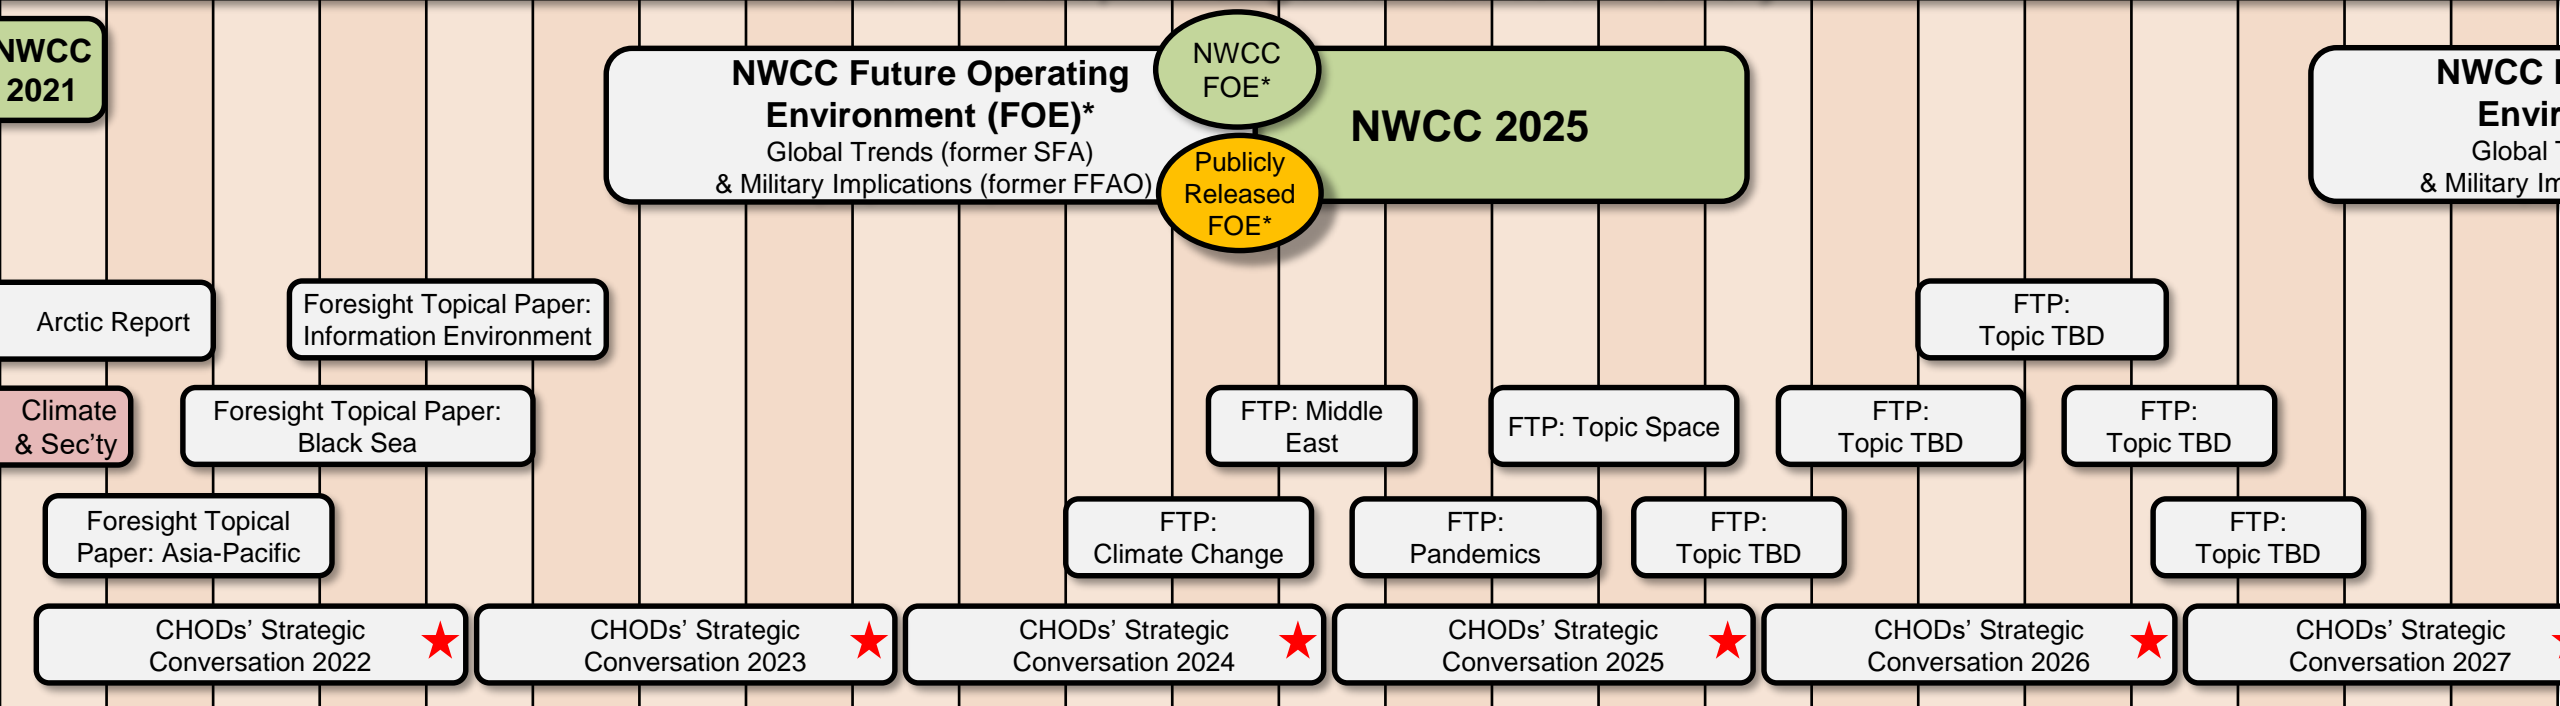 NWCC
2021
NWCC Future Operating
Environment (FOE)*
Global Trends (former SFA)
& Military Implications (former FFAO)
NWCC
FOE*
Publicly
Released
FOE*
NWCC 2025
NWCC
Envir
Global
& Military Im
Arctic Report
Foresight Topical Paper:
Information Environment
FTP:
Topic TBD
Climate
& Sec’ty
Foresight Topical Paper:
Black Sea
FTP: Middle
East
FTP: Topic Space
FTP:
Topic TBD
FTP:
Topic TBD
Foresight Topical
Paper: Asia-Pacific
FTP:
Climate Change
FTP:
Pandemics
FTP:
Topic TBD
FTP:
Topic TBD
CHODs’ Strategic
Conversation 2022
CHODs’ Strategic
Conversation 2023
CHODs’ Strategic
Conversation 2024
CHODs’ Strategic
Conversation 2025
CHODs’ Strategic
Conversation 2026
CHODs’ Strategic
Conversation 2027